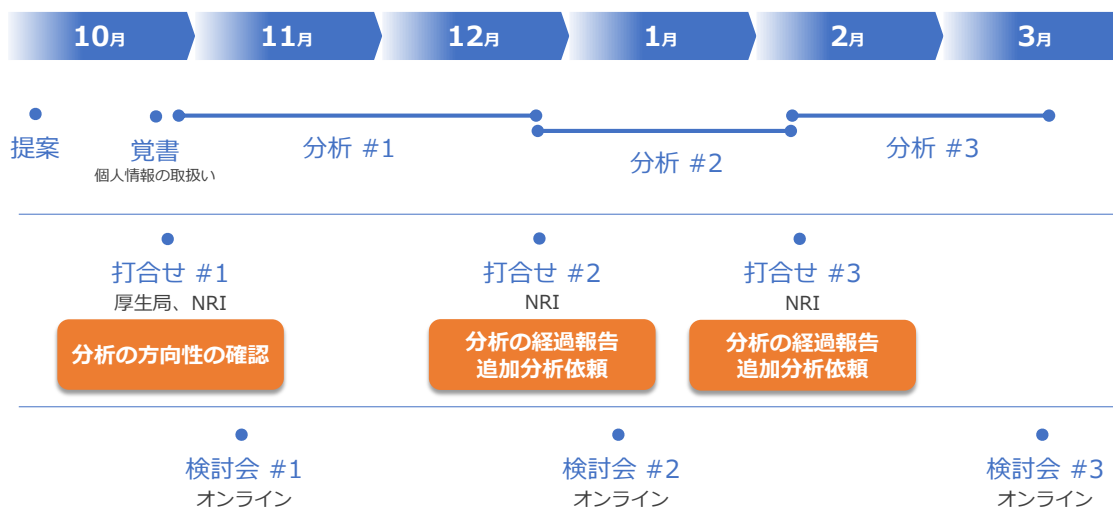 10月 11月 12月 1月 2月 3月
提案
覚書
個人情報の取扱い
分析 #1
分析 #2
分析 #3
打合せ #1
厚生局、NRI
分析の方向性の確認
打合せ #2
NRI
分析の経過報告
追加分析依頼
打合せ #3
NRI
分析の経過報告
追加分析依頼
検討会 #1
オンライン
検討会 #2
オンライン
検討会 #3
オンライン